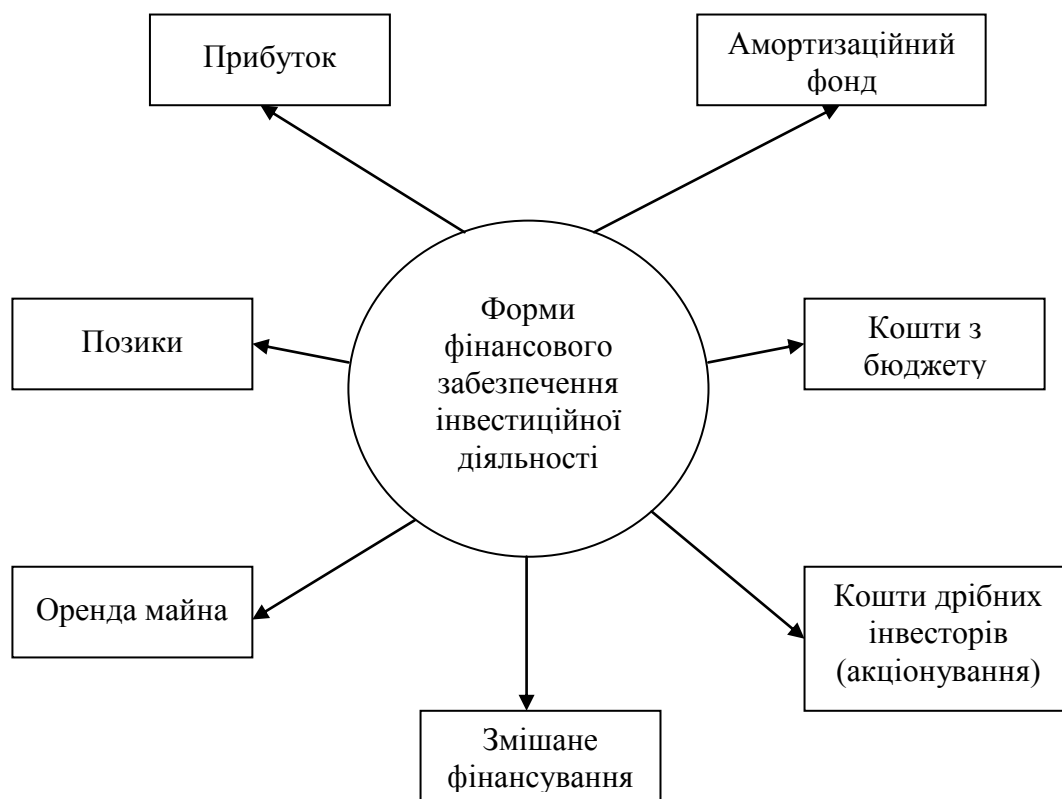 Прибуток
Амортизаційний
фонд
Форми
фінансового
забезпечення
інвестиційної
діяльності
Позики
Кошти з
бюджету
Оренда майна
Кошти дрібних
інвесторів
(акціонування)
Змішане
фінансування